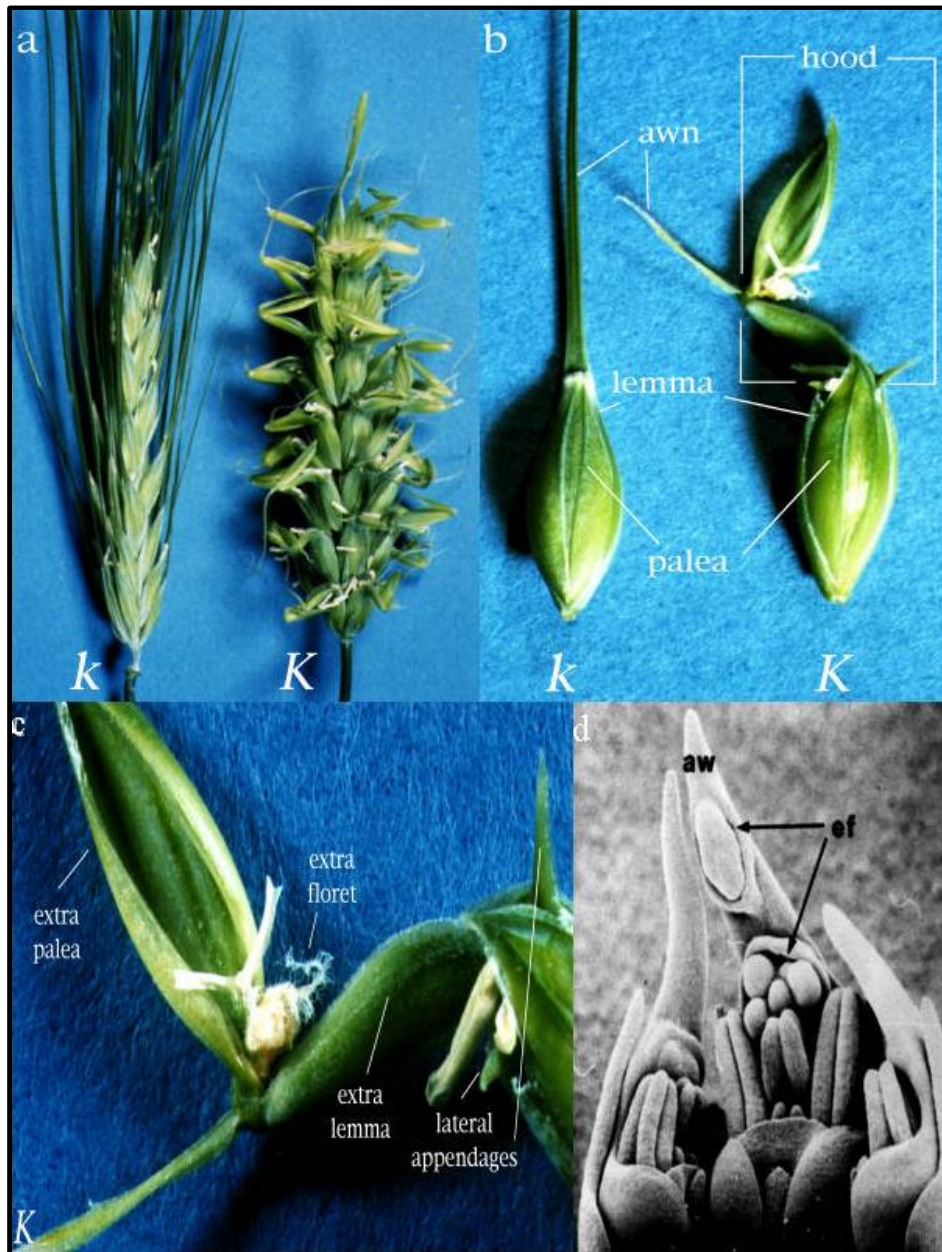 a
b
hood
awn
lemma
palea
k
K
k
K
c
d
aw
ef
extra
palea
extra
floret
extra
lemma
lateral
appendages
K